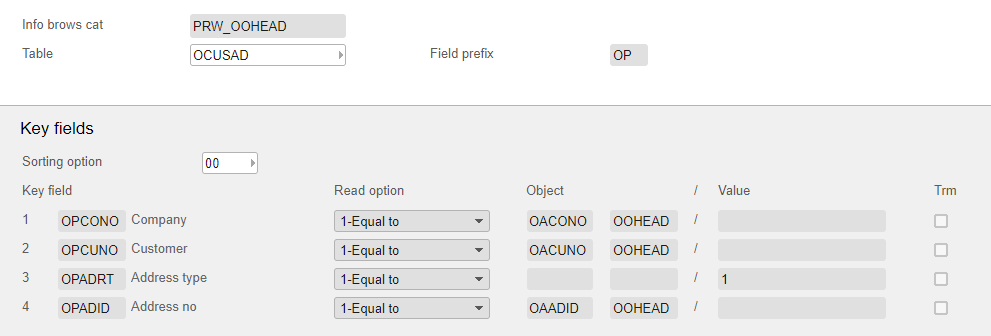 Info brows cat PRW_OOHEAD
Table OCUSAD Field prefix OP
Key fields
Sorting option 00
Key field Read option Object / Value Trm
1 OPCONO Company 1-Equal to OACONO OOHEAD /
2 OPCUNO Customer 1-Equal to OACUNO OOHEAD /
3 OPADRT Address type 1-Equal to / 1
4 OPADID Address no 1-Equal to OAADID OOHEAD /